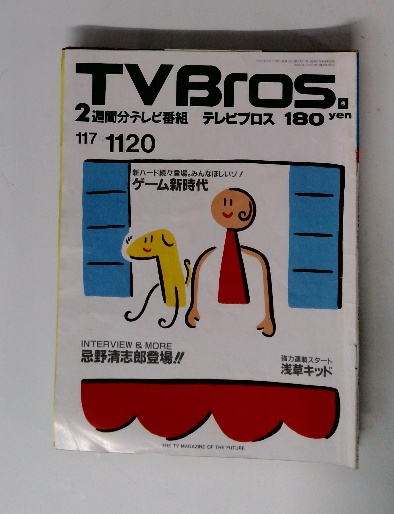 TVBros.
2週間分テレビ番組 テレビブロス 180yen
11 7 11 20
新ハード続々登場。みんなほしいゾ!
ゲーム新時代
INTERVIEW & MORE
忌野清志郎登場!!
強力連載スタート
浅草キッド
THE TV MAGAZINE OF THE FUTURE